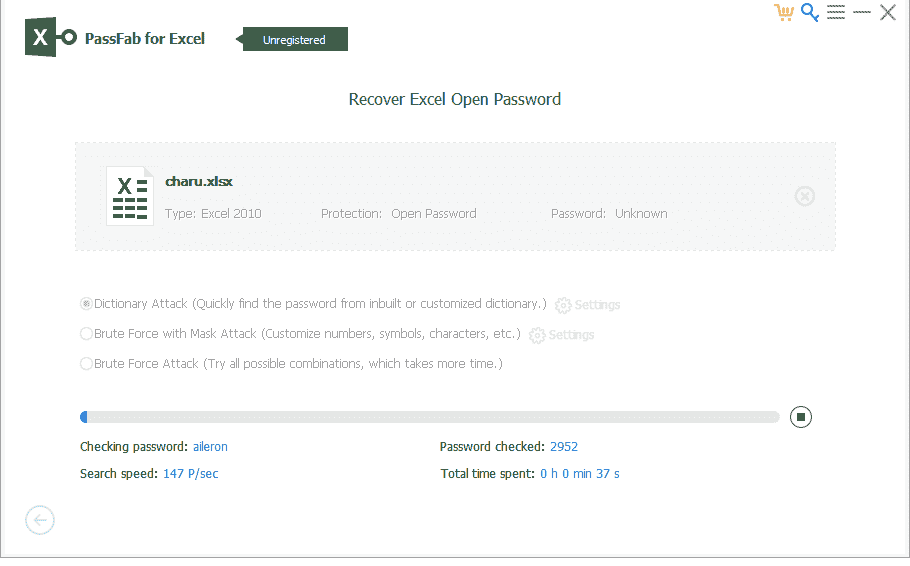 X PassFab for Excel Unregistered
Recover Excel Open Password
X
charu.xlsx
Type: Excel 2010 Protection: Open Password Password: Unknown
Dictionary Attack (Quickly find the password from inbuilt or customized dictionary.) Settings
Brute Force with Mask Attack (Customize numbers, symbols, characters, etc.) Settings
Brute Force Attack (Try all possible combinations, which takes more time.)
Checking password: aileron Password checked: 2952
Search speed: 147 P/sec Total time spent: 0 h 0 min 37 s